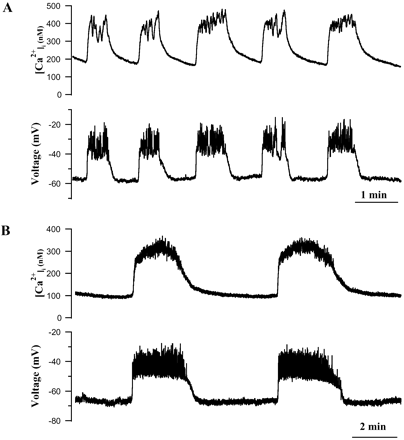 A
500
400
300
200
100
0
[Ca2+]i (nM)
-20
-40
-60
Voltage (mV)
1 min
B
400
300
200
100
0
[Ca2+]i (nM)
-20
-40
-60
-80
Voltage (mV)
2 min